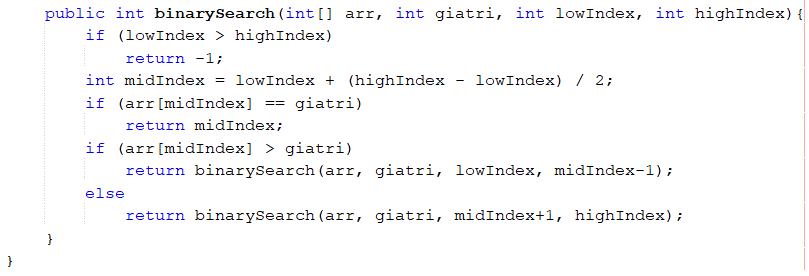 public int binarySearch(int[] arr, int giatri, int lowIndex, int highIndex){
if (lowIndex > highIndex)
return -1;
int midIndex = lowIndex + (highIndex - lowIndex) / 2;
if (arr[midIndex] == giatri)
return midIndex;
if (arr[midIndex] > giatri)
return binarySearch(arr, giatri, lowIndex, midIndex-1);
else
return binarySearch(arr, giatri, midIndex+1, highIndex);
}
}